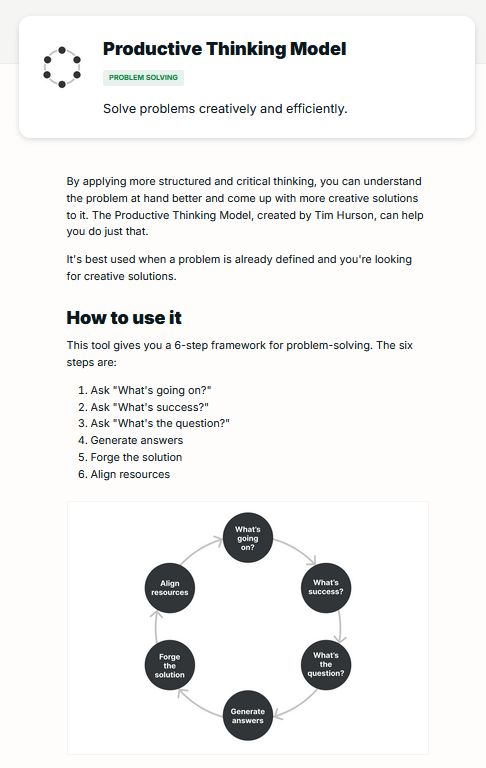 Productive Thinking Model
PROBLEM SOLVING
Solve problems creatively and efficiently.
By applying more structured and critical thinking, you can understand
the problem at hand better and come up with more creative solutions
to it. The Productive Thinking Model, created by Tim Hurson, can help
you do just that.
It's best used when a problem is already defined and you're looking
for creative solutions.
How to use it
This tool gives you a 6-step framework for problem-solving. The six
steps are:
1. Ask "What's going on?"
2. Ask "What's success?"
3. Ask "What's the question?"
4. Generate answers
5. Forge the solution
6. Align resources
What's
going
on?
What's
success?
What's
the
question?
Generate
answers
Forge
the
solution
Align
resources